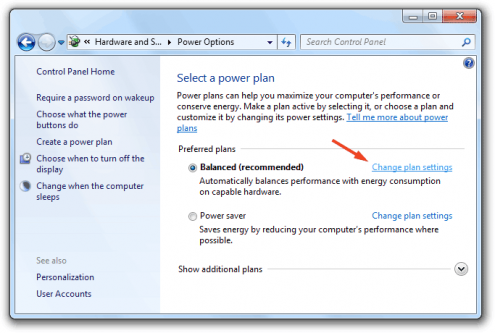 « Hardware and S... ▸ Power Options
Search Control Panel
Control Panel Home
Require a password on wakeup
Choose what the power
buttons do
Create a power plan
Choose when to turn off the
display
Change when the computer
sleeps
See also
Personalization
User Accounts
Select a power plan
Power plans can help you maximize your computer's performance or
conserve energy. Make a plan active by selecting it, or choose a plan and
customize it by changing its power settings. Tell me more about power
plans
Preferred plans
Balanced (recommended) Change plan settings
Automatically balances performance with energy consumption
on capable hardware.
Power saver Change plan settings
Saves energy by reducing your computer's performance where
possible.
Show additional plans